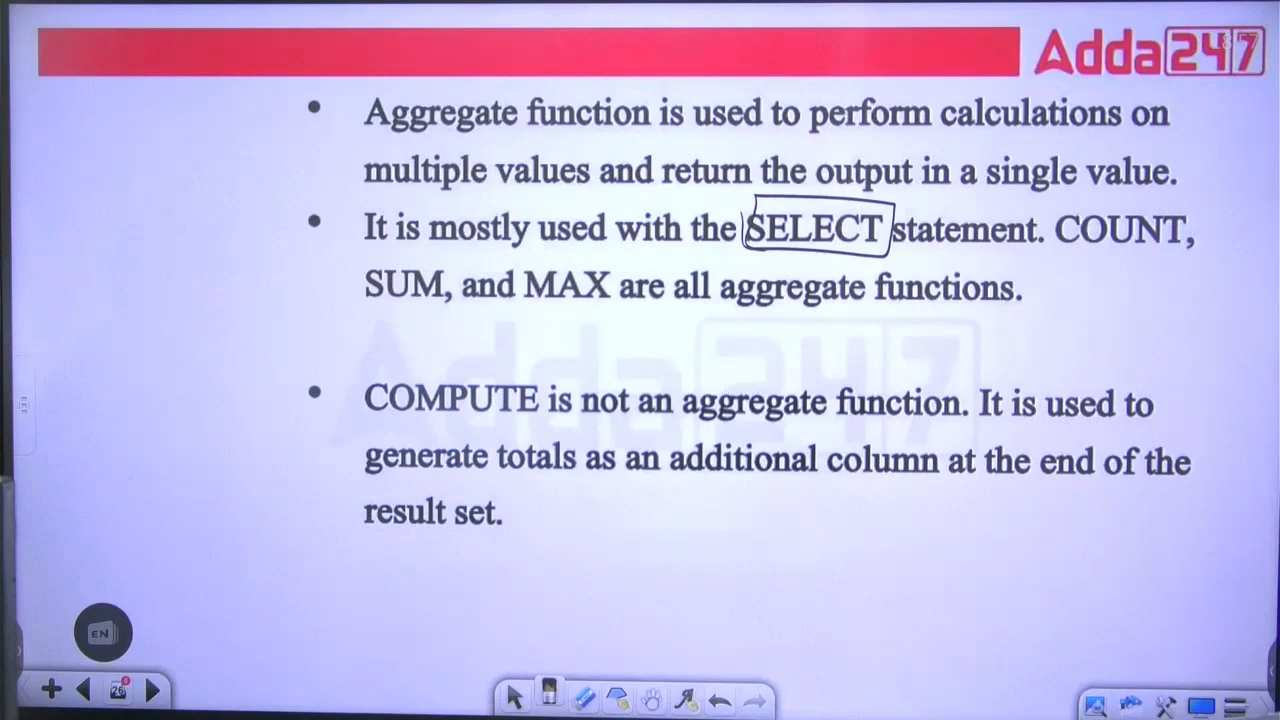 Adda247
• Aggregate function is used to perform calculations on
multiple values and return the output in a single value.
• It is mostly used with the SELECT statement. COUNT,
SUM, and MAX are all aggregate functions.
• COMPUTE is not an aggregate function. It is used to
generate totals as an additional column at the end of the
result set.
Adda247
EN
26